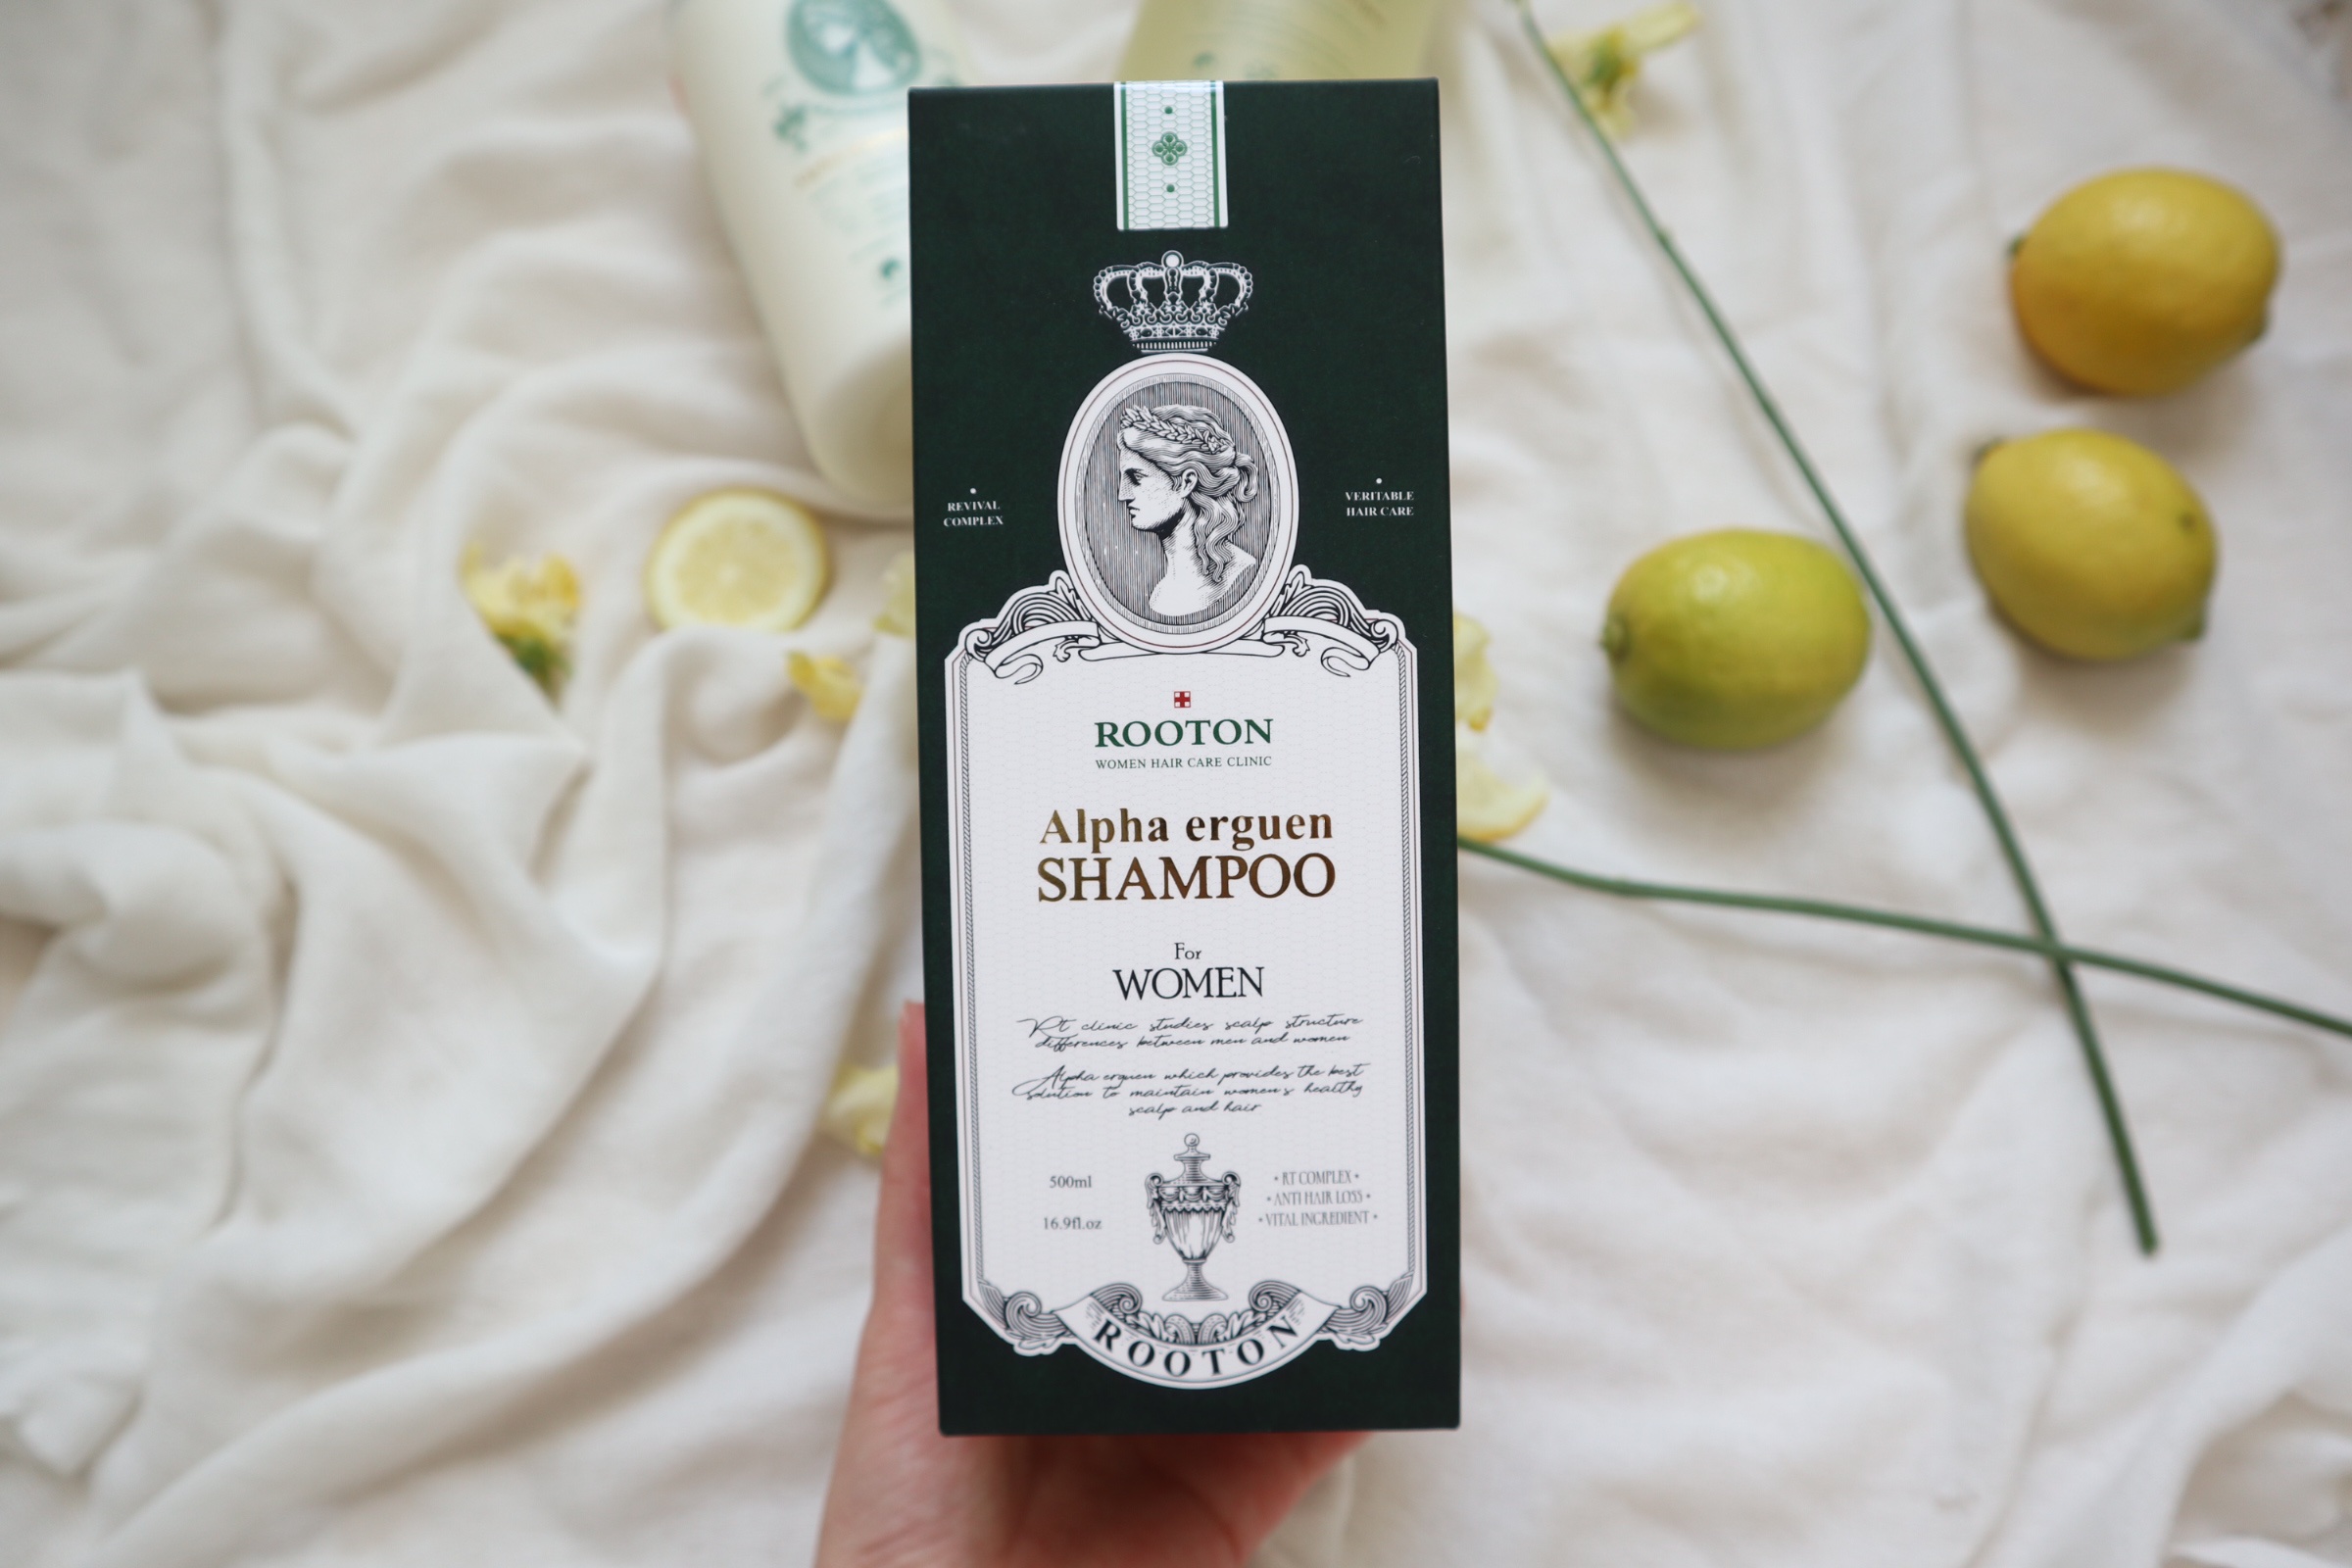 REVIVAL
COMPLEX
VERITABLE
HAIR CARE
ROOTON
WOMEN HAIR CARE CLINIC
Alpha erguen
SHAMPOO
For
WOMEN
Rt clinic studies scalp structure
differences between men and women
Alpha erguen which provides the best
solution to maintain women's healthy
scalp and hair
500ml
16.9fl.oz
• RT COMPLEX •
• ANTI HAIR LOSS •
• VITAL INGREDIENT •
ROOTON